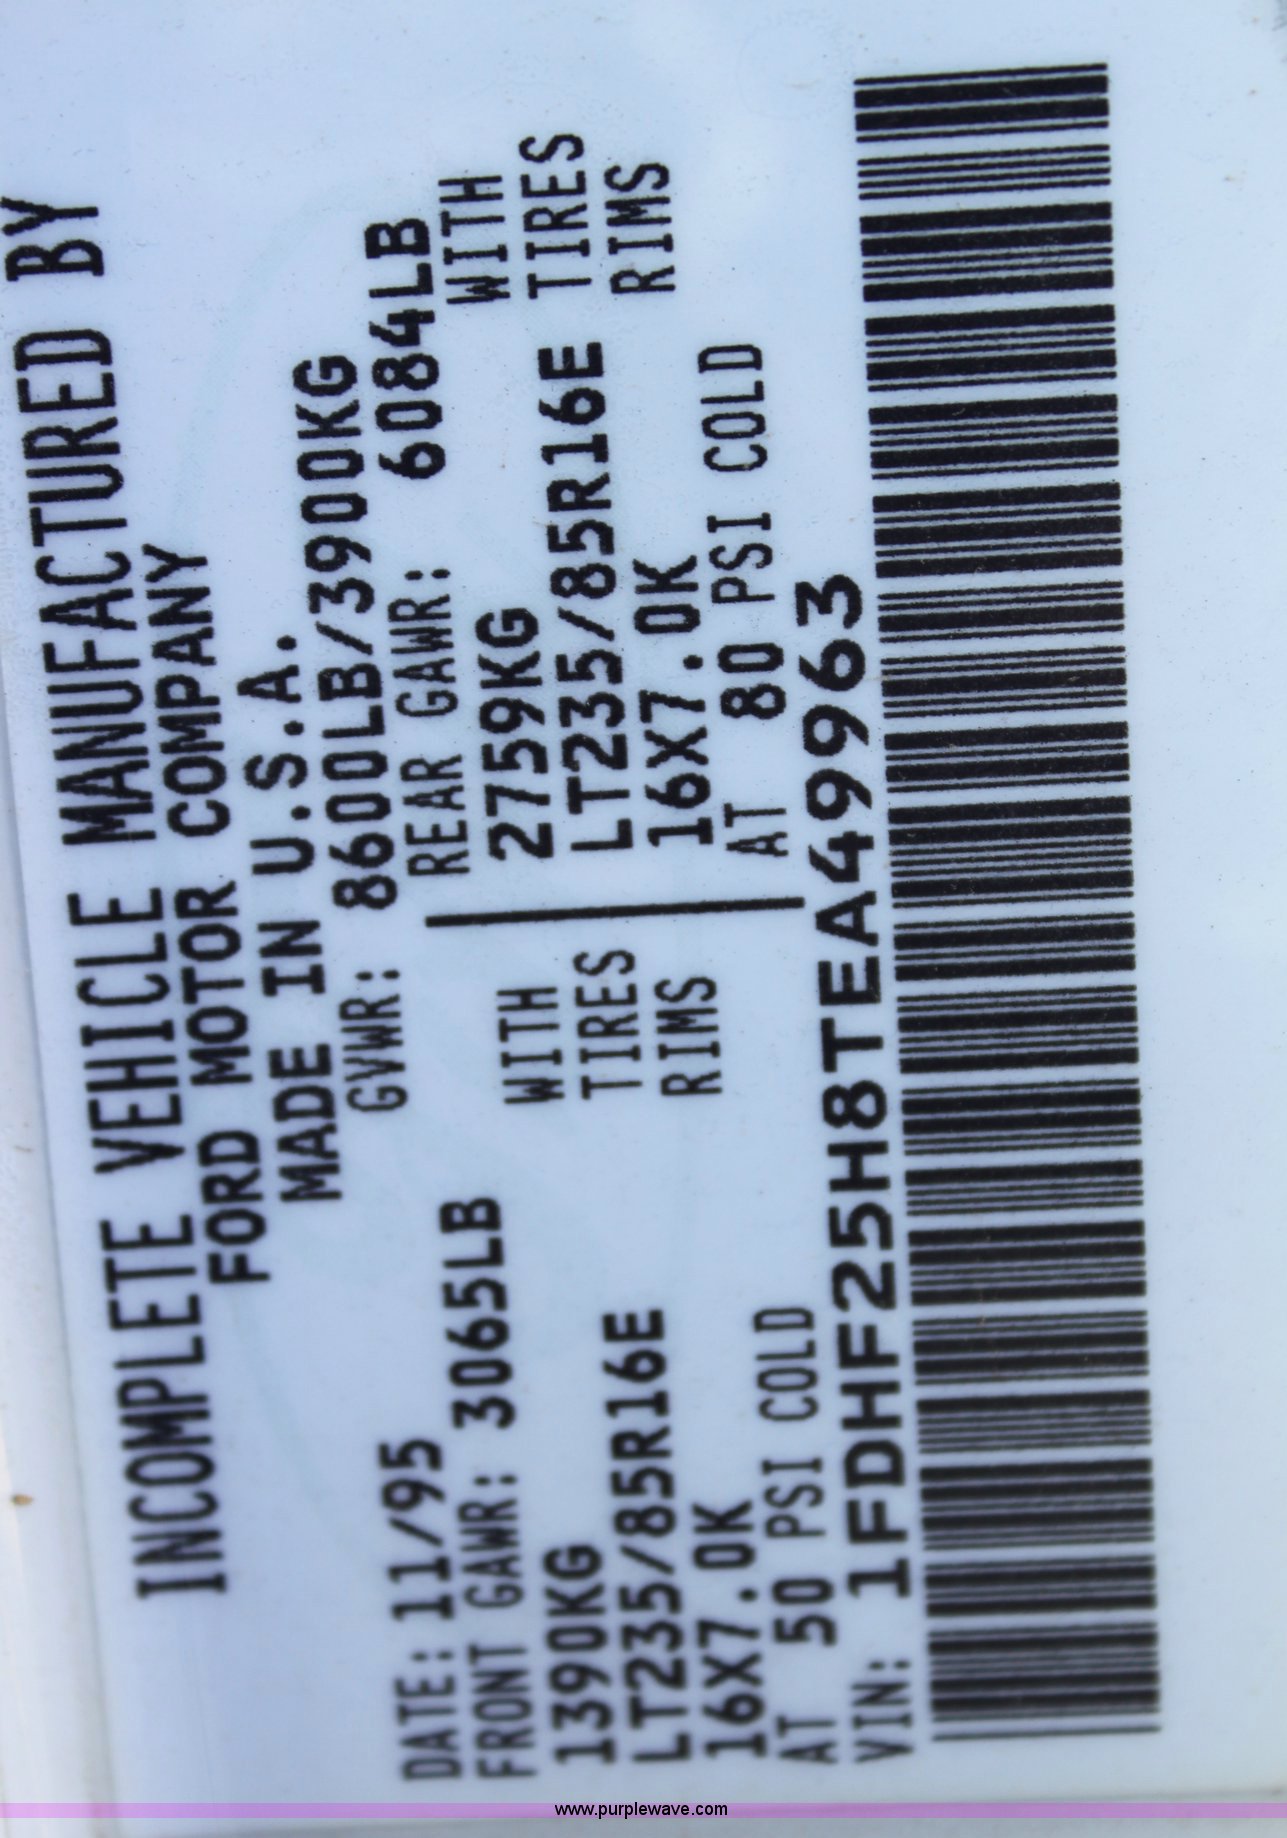 INCOMPLETE VEHICLE MANUFACTURED BY
FORD MOTOR COMPANY
MADE IN U.S.A.
DATE: 11/95 GVWR: 8600LB/3900KG
FRONT GAWR: 3065LB REAR GAWR: 6084LB
1390KG WITH 2759KG WITH
LT235/85R16E TIRES LT235/85R16E TIRES
16X7.0K RIMS 16X7.0K RIMS
AT 50 PSI COLD AT 80 PSI COLD
VIN: 1FDHF25H8TEA49963
www.purplewave.com